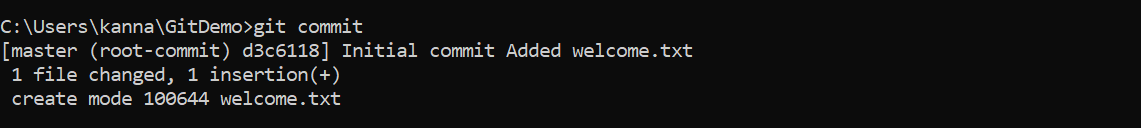 C:\Users\kanna\GitDemo>git commit
[master (root-commit) d3c6118] Initial commit Added welcome.txt
 1 file changed, 1 insertion(+)
 create mode 100644 welcome.txt